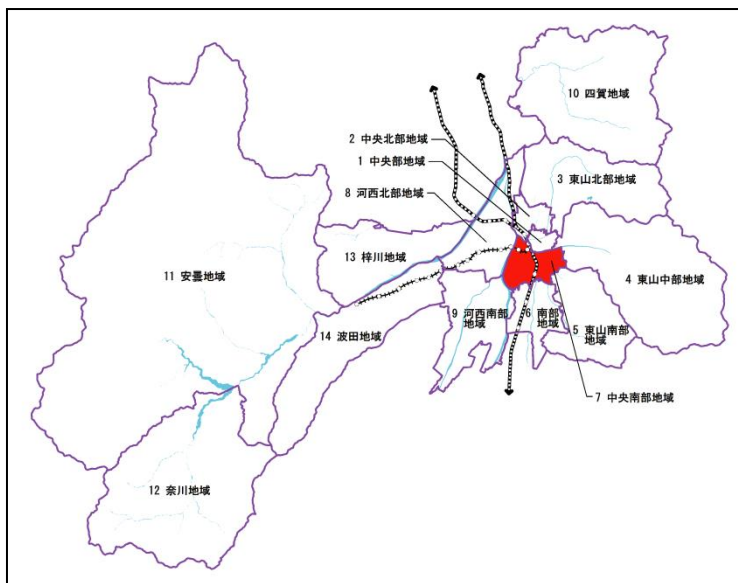 10 四賀地域
2 中央北部地域
1 中央部地域
3 東山北部地域
8 河西北部地域
13 梓川地域
11 安曇地域
4 東山中部地域
9 河西南部
地域
6 南部
地域
5 東山南部
地域
14 波田地域
7 中央南部地域
12 奈川地域